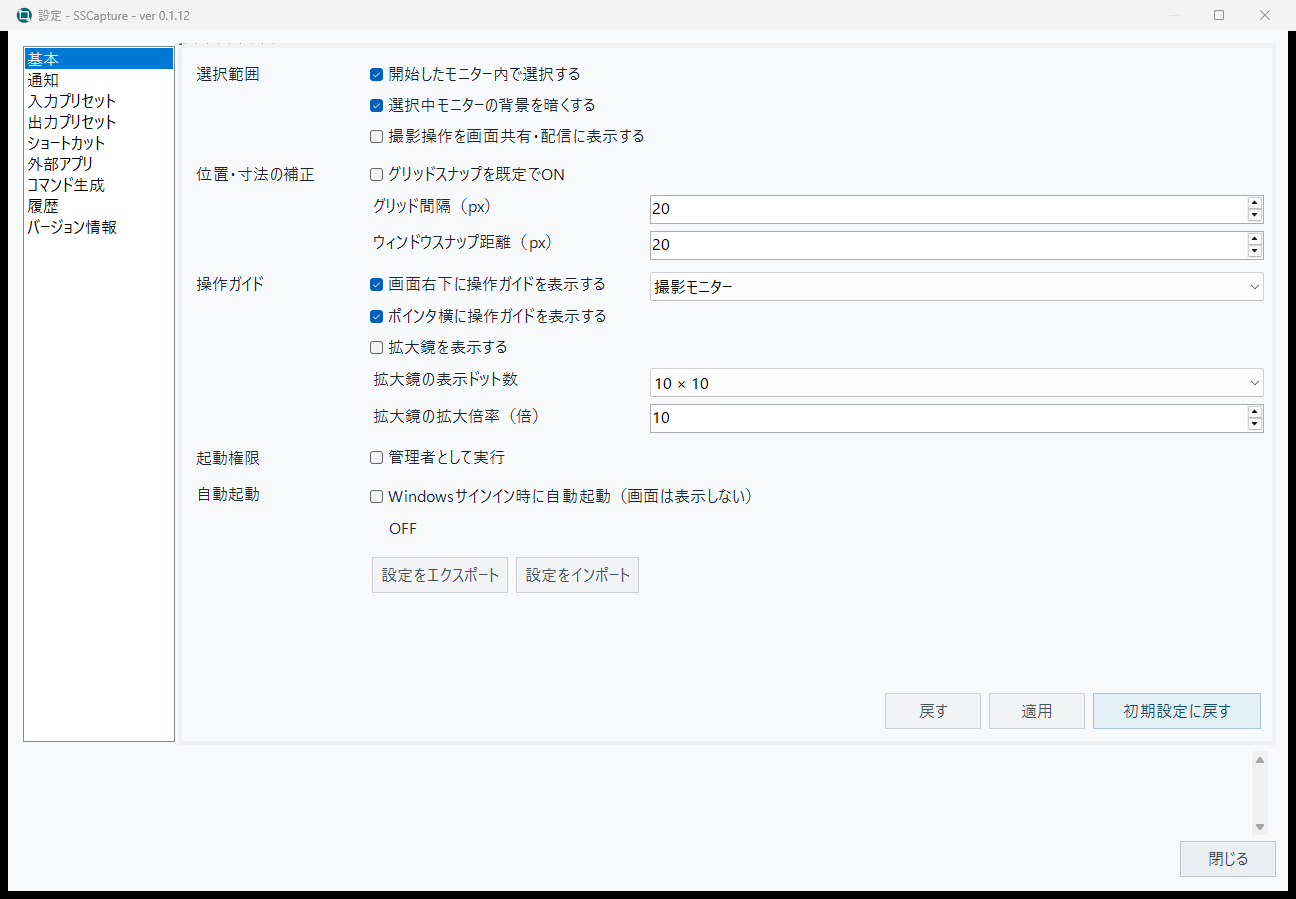 設定 - SSCapture - ver 0.1.12
基本
通知
入力プリセット
出力プリセット
ショートカット
外部アプリ
コマンド生成
履歴
バージョン情報
選択範囲
開始したモニター内で選択する
選択中モニターの背景を暗くする
撮影操作を画面共有・配信に表示する
位置・寸法の補正
グリッドスナップを既定でON
グリッド間隔（px） 20
ウィンドウスナップ距離（px） 20
操作ガイド
画面右下に操作ガイドを表示する 撮影モニター
ポインタ横に操作ガイドを表示する
拡大鏡を表示する
拡大鏡の表示ドット数 10 × 10
拡大鏡の拡大倍率（倍） 10
起動権限
管理者として実行
自動起動
Windowsサインイン時に自動起動（画面は表示しない）
OFF
設定をエクスポート 設定をインポート
戻す 適用 初期設定に戻す
閉じる